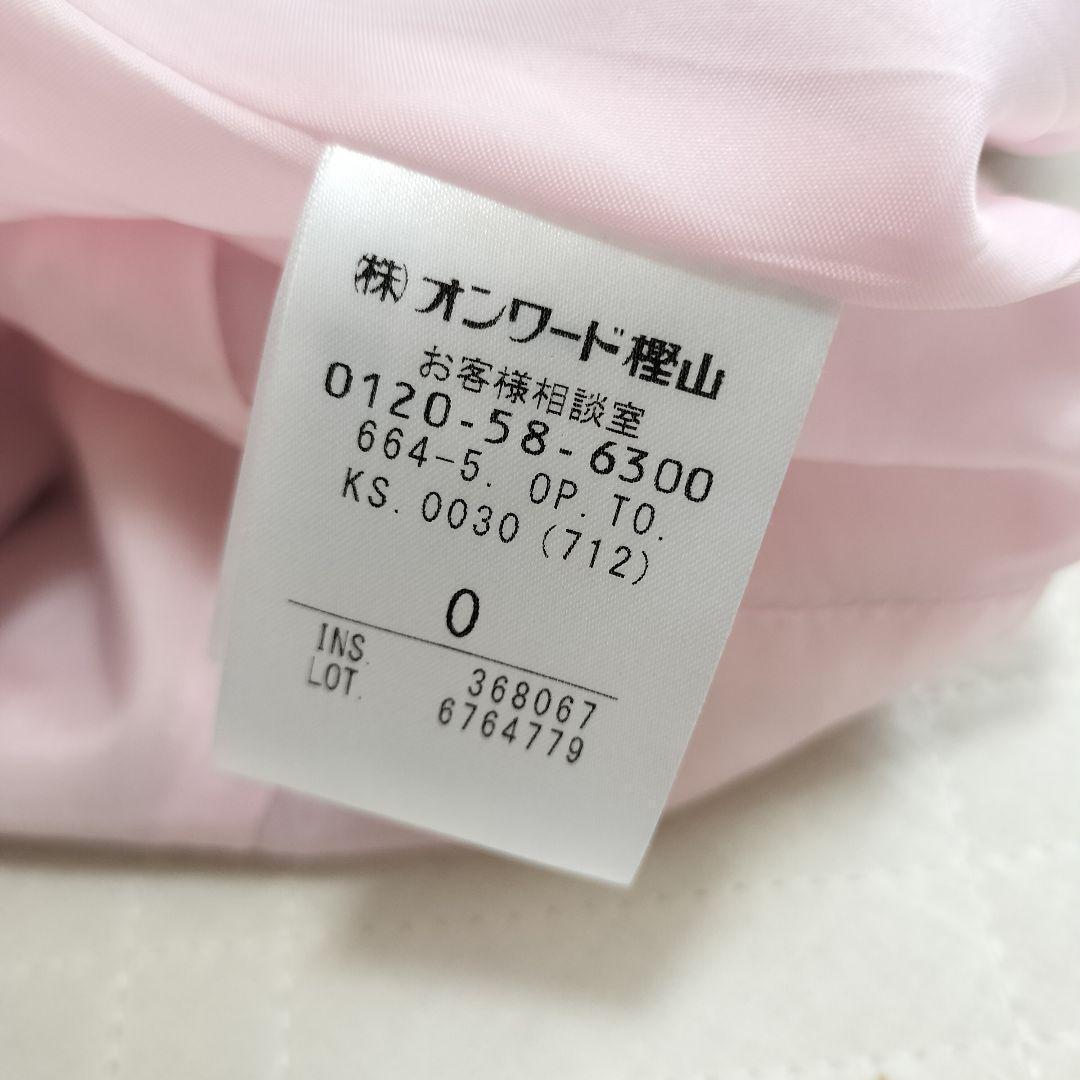 (株)オンワード樫山
お客様相談室
0120-58-6300
664-5. OP. TO.
KS. 0030 (712)
0
INS. 368067
LOT. 6764779